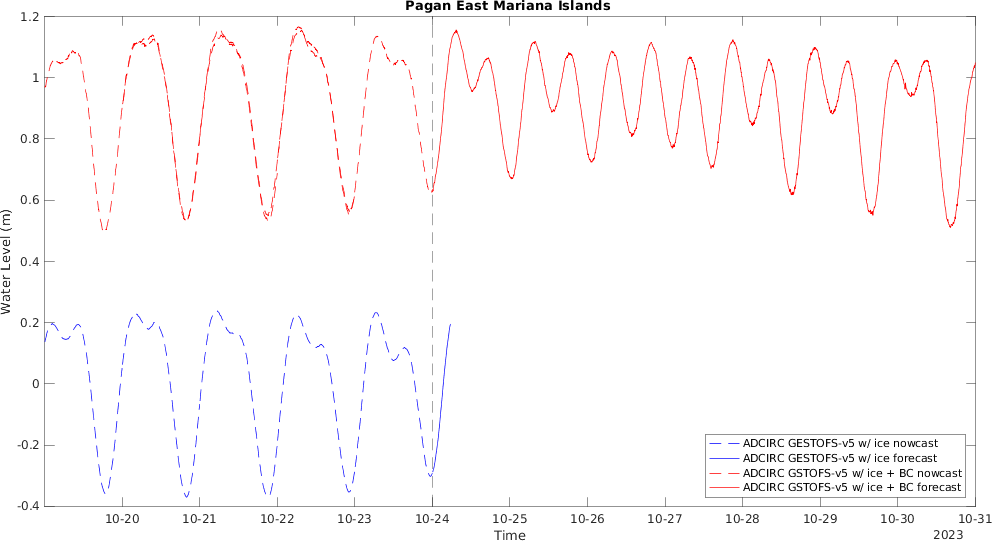 Pagan East Mariana Islands
Water Level (m)
1.2
1
0.8
0.6
0.4
0.2
0
-0.2
-0.4
ADCIRC GESTOFS-v5 w/ ice nowcast
ADCIRC GESTOFS-v5 w/ ice forecast
ADCIRC GSTOFS-v5 w/ ice + BC nowcast
ADCIRC GSTOFS-v5 w/ ice + BC forecast
10-20 10-21 10-22 10-23 10-24 10-25 10-26 10-27 10-28 10-29 10-30 10-31
Time
2023